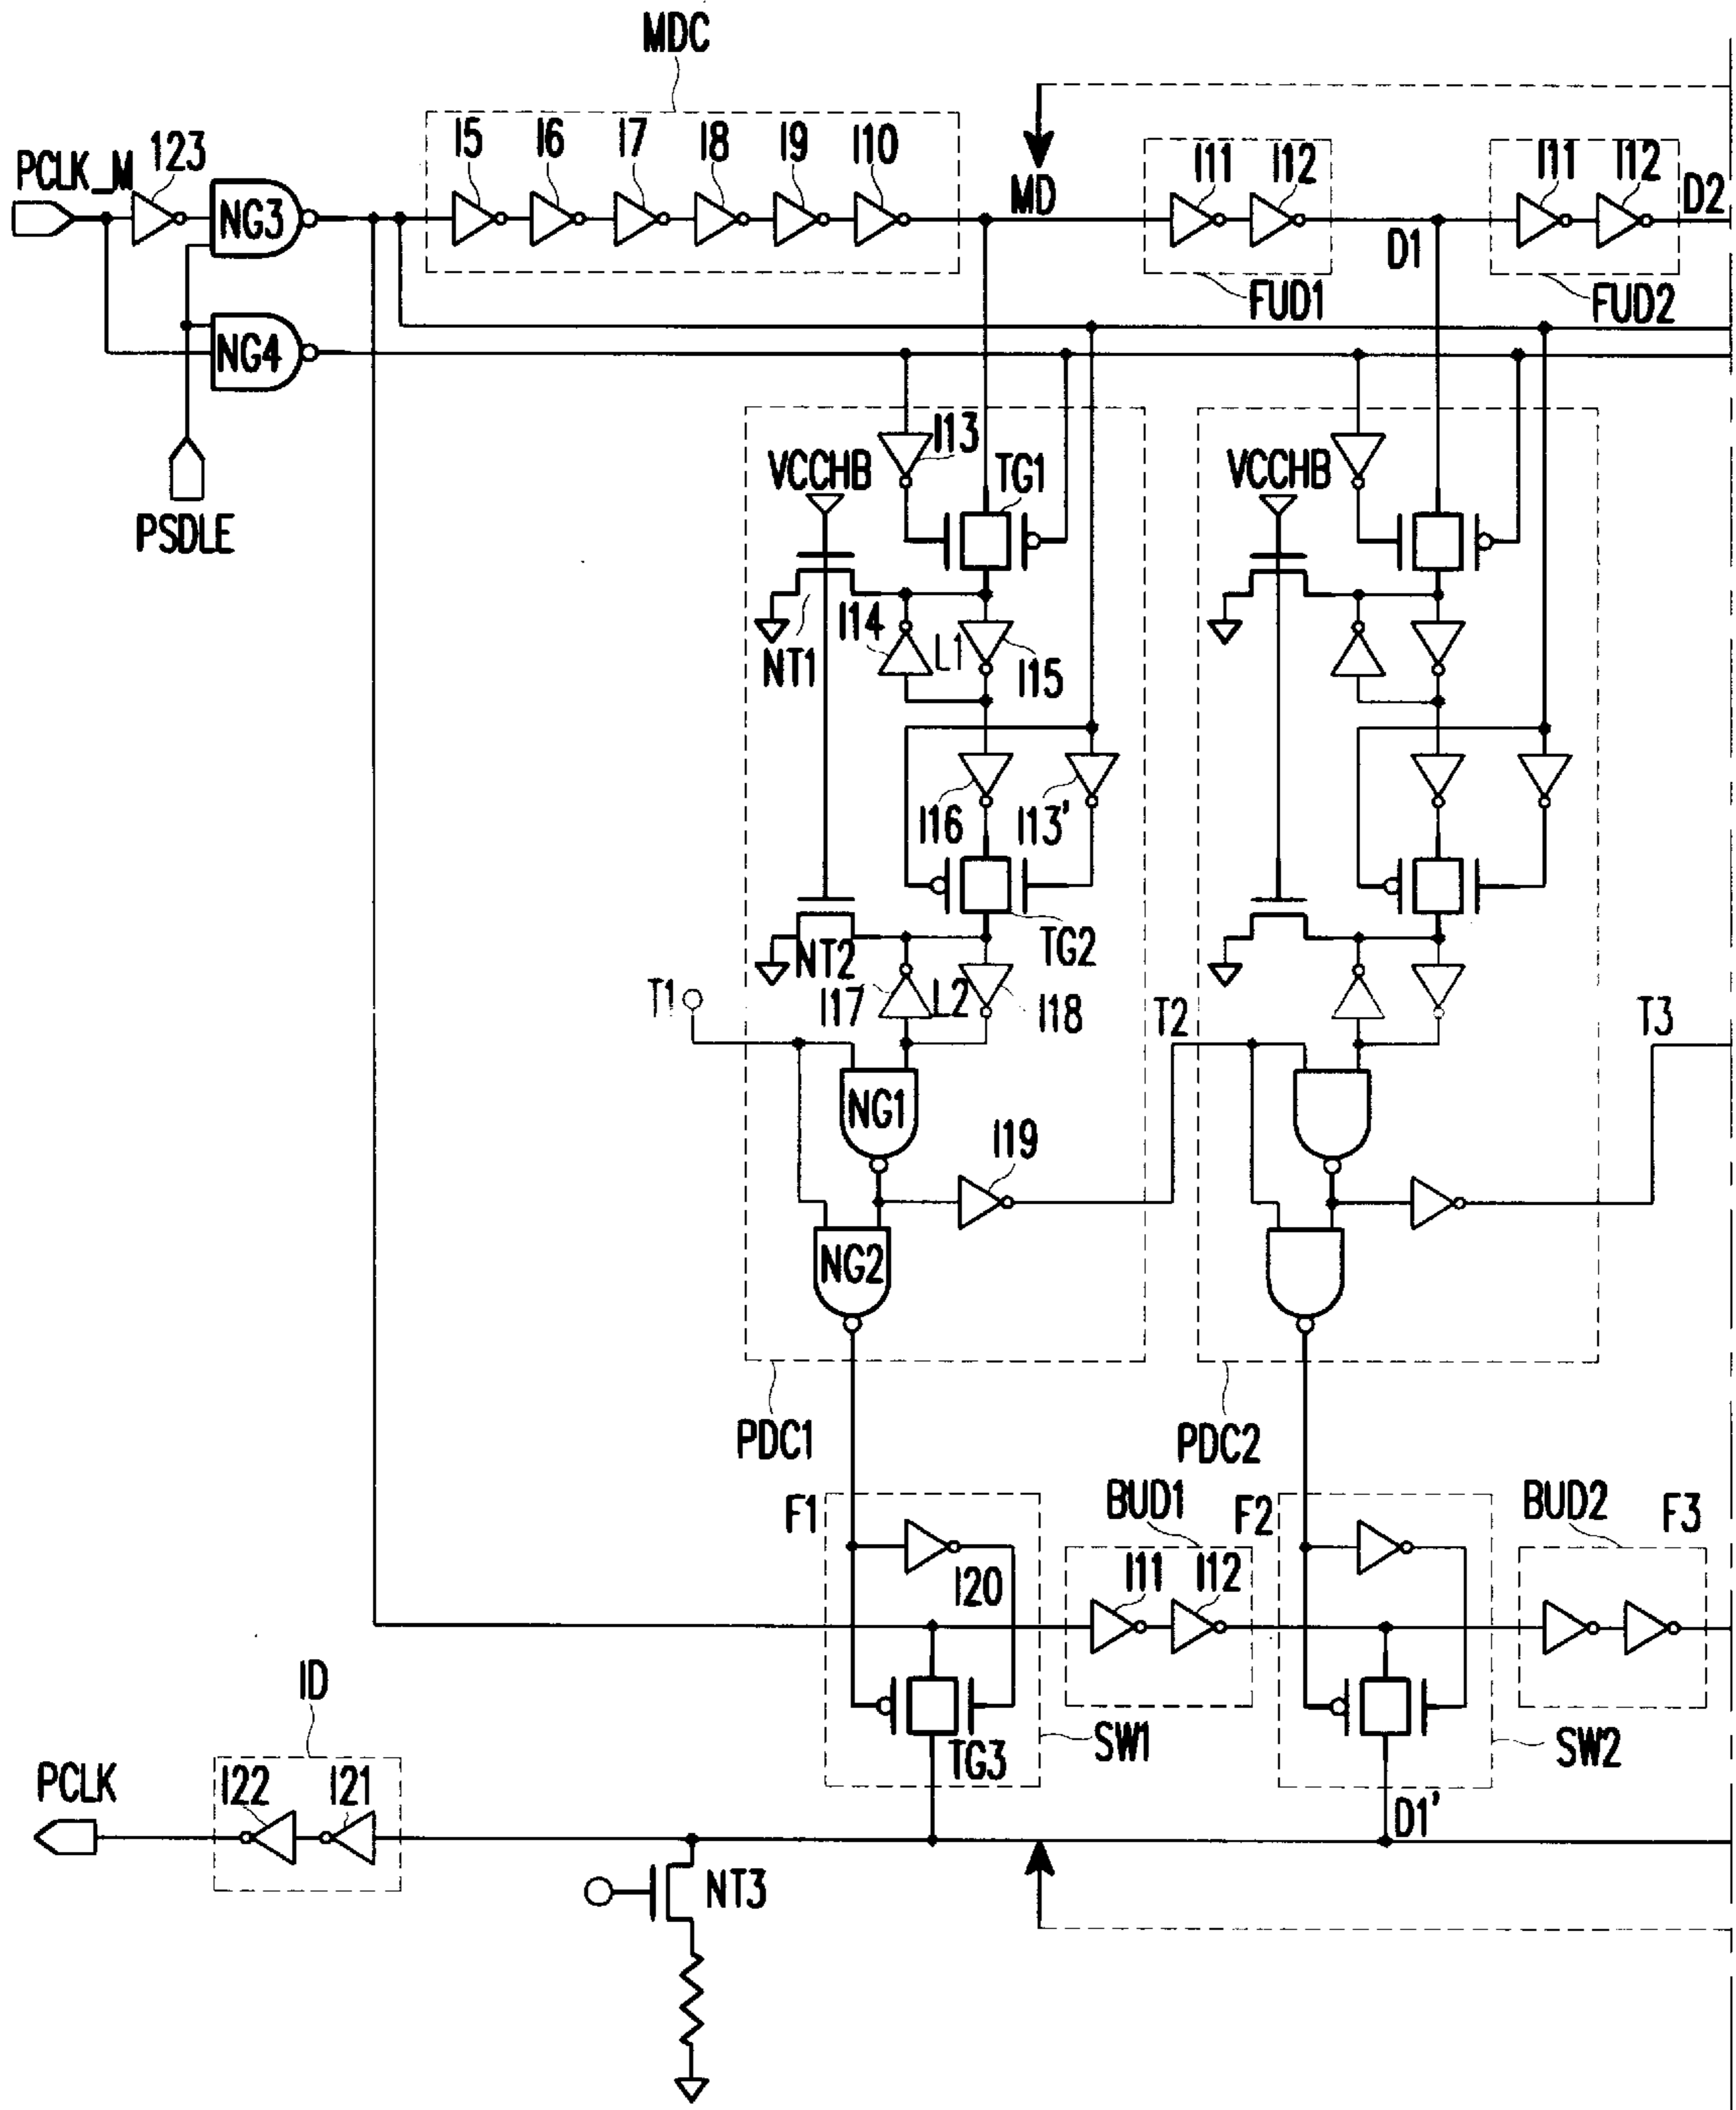 MDC
PCLK_M
123
NG3
I5
I6
I7
I8
I9
I10
MD
I11
I12
I11
I12
D2
D1
FUD1
FUD2
NG4
PSDLE
VCCHB
I13
TG1
VCCHB
I14
L1
NT1
I15
I16
I13'
NT2
TG2
T1
I17
L2
I18
T2
T3
NG1
I19
NG2
PDC1
PDC2
F1
BUD1
F2
BUD2
F3
I20
I11
I12
ID
SW1
SW2
TG3
PCLK
I22
I21
D1'
NT3